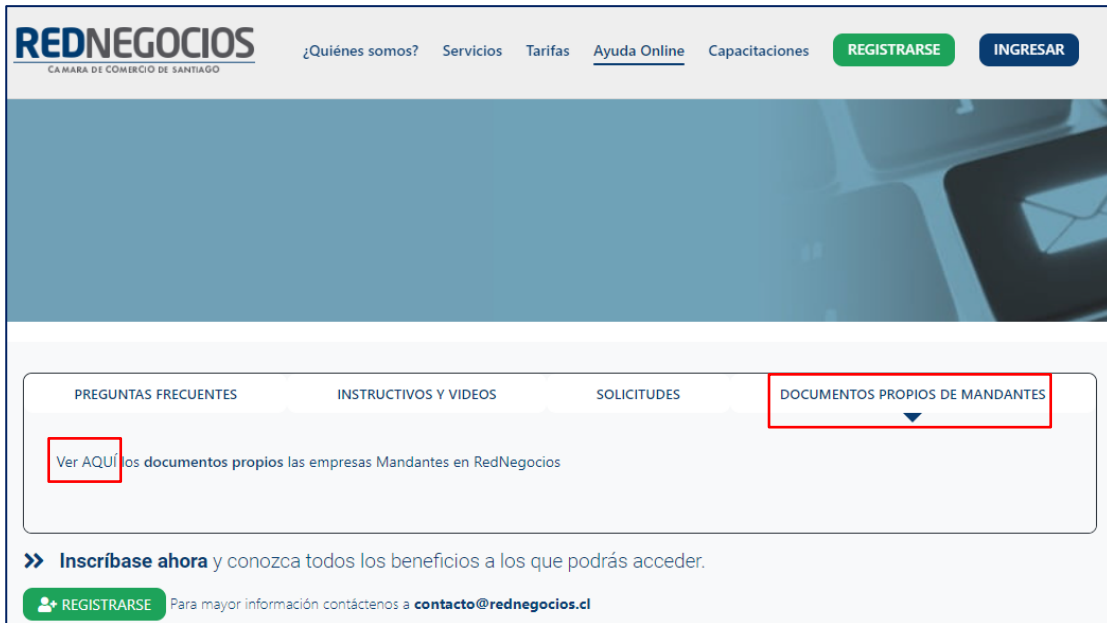 REDNEGOCIOS
CAMARA DE COMERCIO DE SANTIAGO
¿Quiénes somos? Servicios Tarifas Ayuda Online Capacitaciones REGISTRARSE INGRESAR
PREGUNTAS FRECUENTES INSTRUCTIVOS Y VIDEOS SOLICITUDES DOCUMENTOS PROPIOS DE MANDANTES
Ver AQUÍ los documentos propios las empresas Mandantes en RedNegocios
Inscríbase ahora y conozca todos los beneficios a los que podrás acceder.
REGISTRARSE Para mayor información contáctenos a contacto@rednegocios.cl